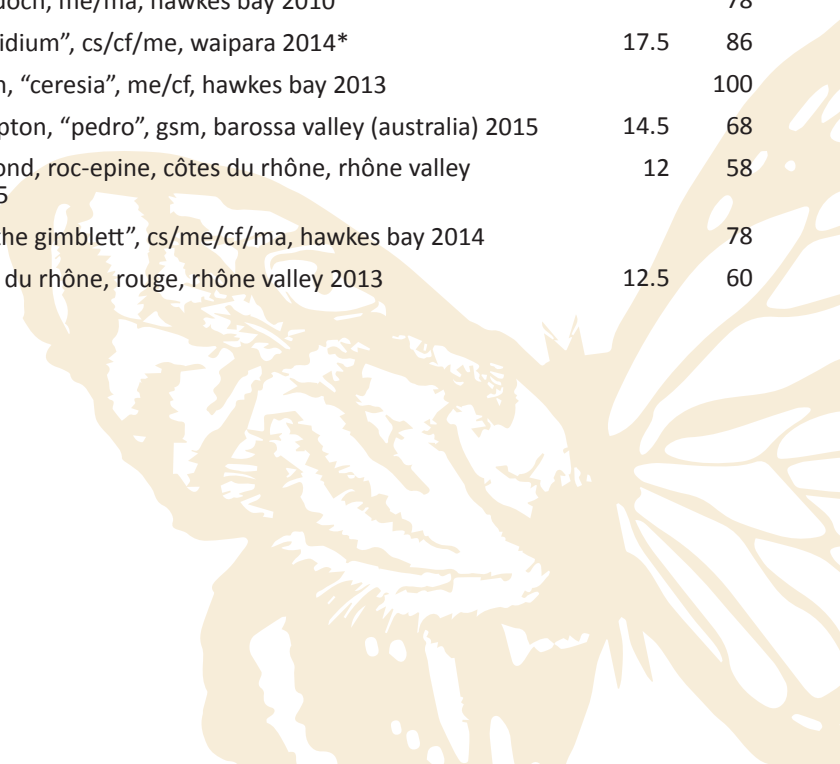 doch, me/ma, hawkes bay 2010 78
idium”, cs/cf/me, waipara 2014* 17.5 86
, “ceresia”, me/cf, hawkes bay 2013 100
pton, “pedro”, gsm, barossa valley (australia) 2015 14.5 68
ond, roc-epine, côtes du rhône, rhône valley 12 58
5
he gimblett”, cs/me/cf/ma, hawkes bay 2014 78
du rhône, rouge, rhône valley 2013 12.5 60